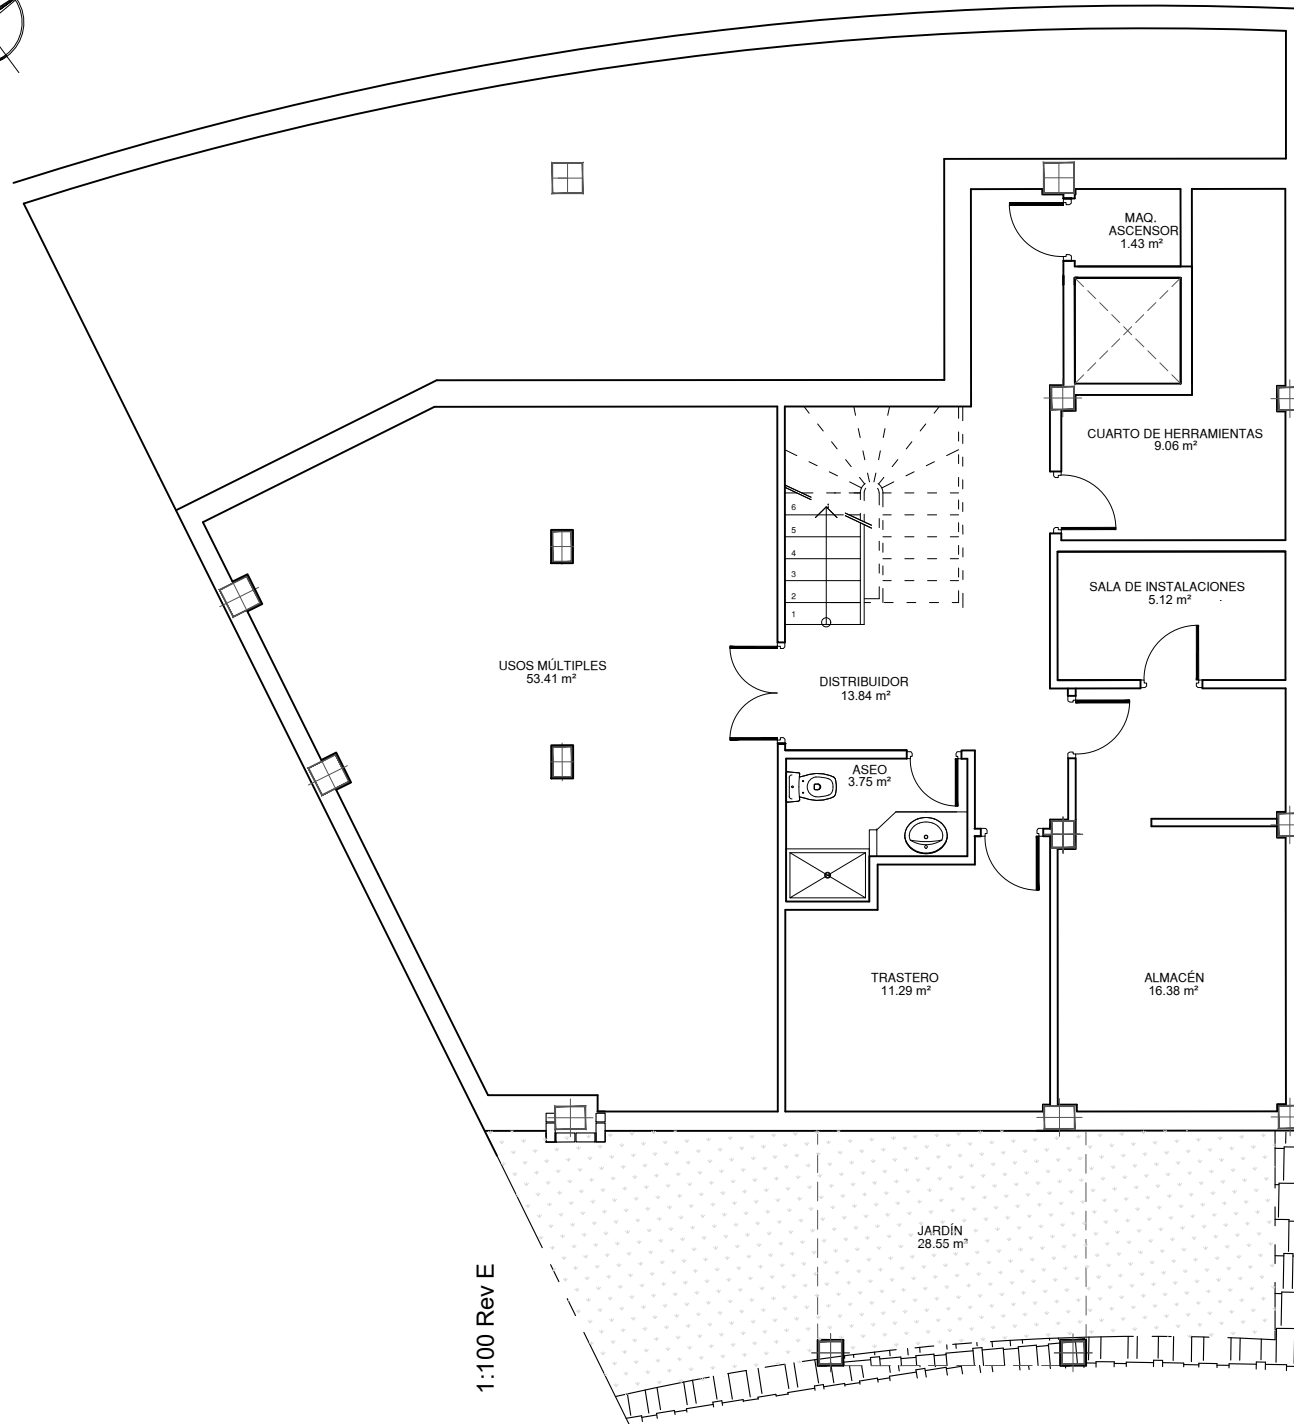 MAQ.
ASCENSOR
1.43 m²
CUARTO DE HERRAMIENTAS
9.06 m²
6
5
4
3
2
1
SALA DE INSTALACIONES
5.12 m²
USOS MÚLTIPLES
53.41 m²
DISTRIBUIDOR
13.84 m²
ASEO
3.75 m²
TRASTERO
11.29 m²
ALMACÉN
16.38 m²
JARDÍN
28.55 m²
1:100 Rev E